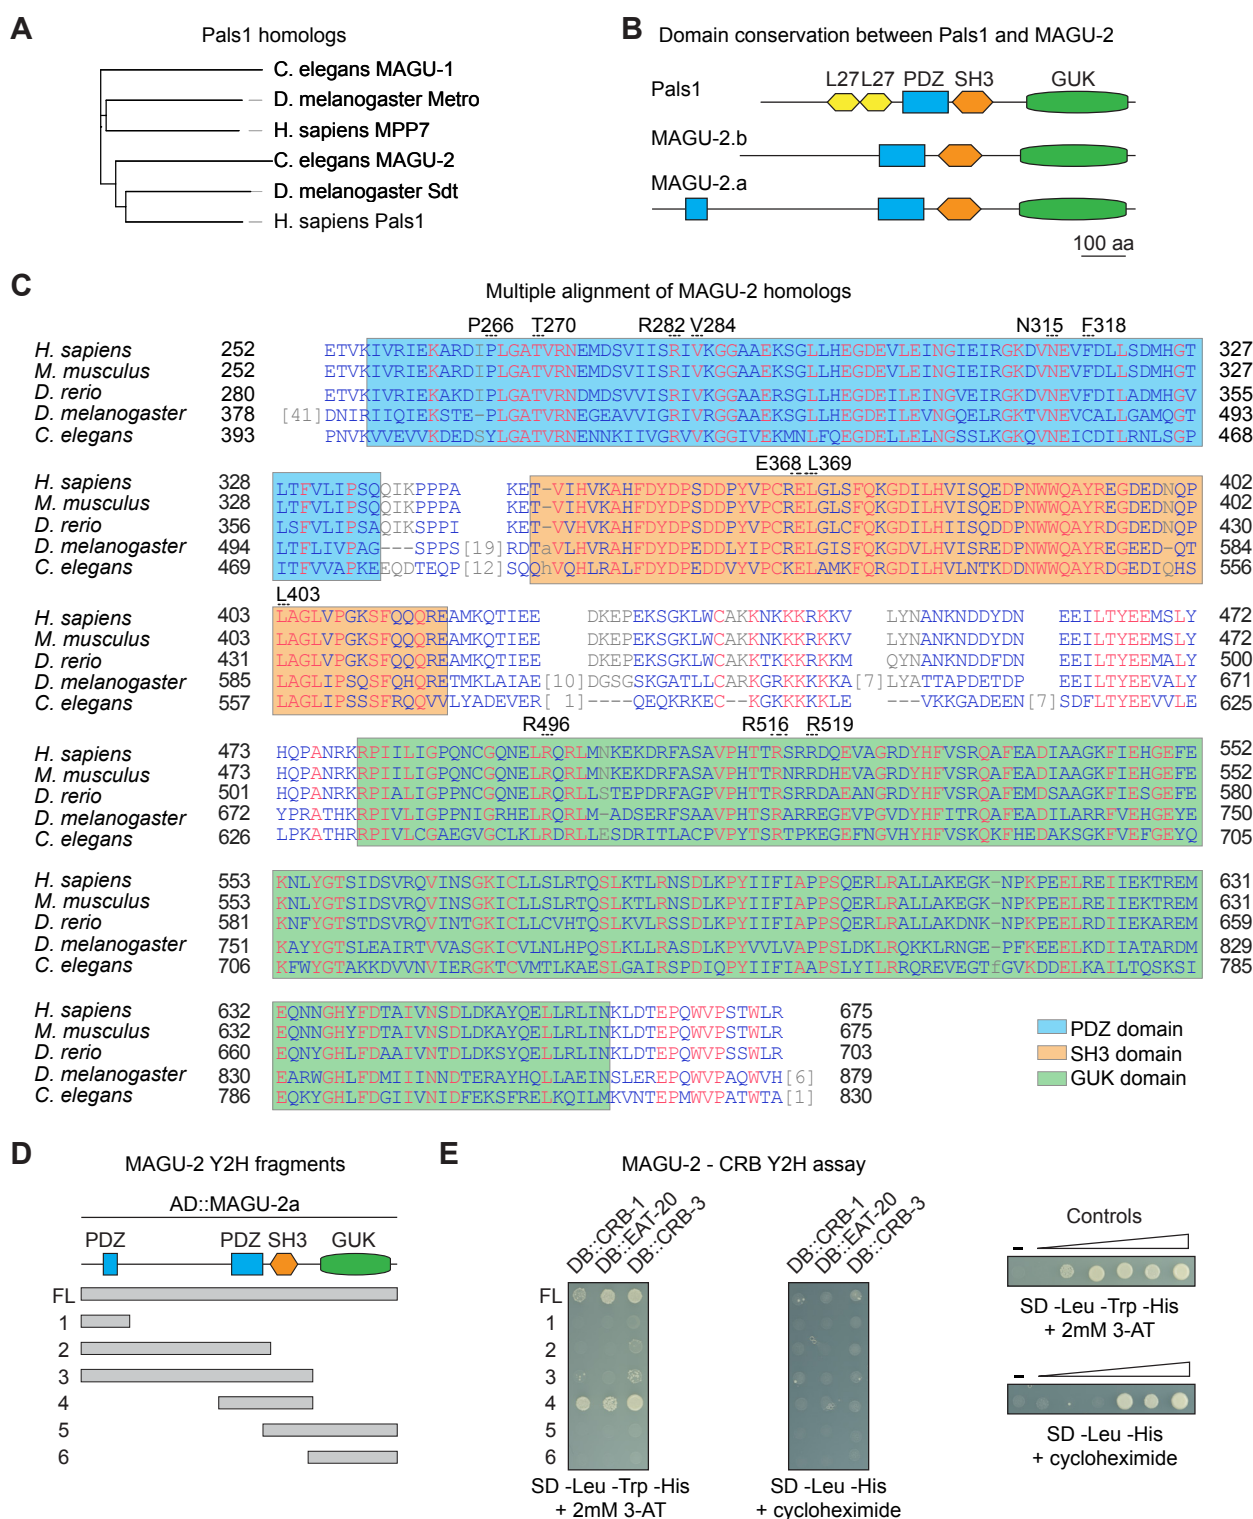 A
Pals1 homologs
C. elegans MAGU-1
D. melanogaster Metro
H. sapiens MPP7
C. elegans MAGU-2
D. melanogaster Sdt
H. sapiens Pals1
B
Domain conservation between Pals1 and MAGU-2
Pals1
L27 L27 PDZ SH3 GUK
MAGU-2.b
MAGU-2.a
100 aa
C
Multiple alignment of MAGU-2 homologs
P266 T270 R282 V284 N315 F318
H. sapiens 252 ETVKIVRIEKARDIPLGATVRNEMDSVIISRIVKGGAAEKSGLLHEGDEVLEINGIEIRGKDVNEVFDLLSDMHGT 327
M. musculus 252 ETVKIVRIEKARDIPLGATVRNEMDSVIISRIVKGGAAEKSGLLHEGDEVLEINGIEIRGKDVNEVFDLLSDMHGT 327
D. rerio 280 ETVKIVRIEKARDIPLGATVRNEMDSVIISRIVKGGAAERSGLLHEGDEVLEINGVEIRGKDVNEVFDILADMHGV 355
D. melanogaster 378 [41]DNIRIIQIEKSTE-PLGATVRNEGEAVVIGRIVRGGAAEKSGLLHEGDEILEVNGQELRGKTVNEVCALLGAMQGT 493
C. elegans 393 PNVKVVEVVKDEDSYLGATVRNENNKIIVGRVVKGGIVEKMNLFQEGDELLELNGSSLKGKQVNEICDILRNLSGP 468
E368 L369
H. sapiens 328 LTFVLIPSQQIKPPPA KET-VIHVKAHFDYDPSDDPYVPCRELGLSFQKGDILHVISQEDPNWWQAYREGDEDNQP 402
M. musculus 328 LTFVLIPSQQIKPPPA KET-VIHVKAHFDYDPSDDPYVPCRELGLSFQKGDILHVISQEDPNWWQAYREGDEDNQP 402
D. rerio 356 LSFVLIPSAQIKSPPI KET-VVHVKAHFDYDPSDDPYVPCRELGLCFQKGDILHIISQDDPNWWQAYRDGDEDNQP 430
D. melanogaster 494 LTFLIVPAG---SPPS[19]RDTaVLHVRAHFDYDPEDDLYIPCRELGISFQKGDVLHVISREDPNWWQAYREGEED-QT 584
C. elegans 469 ITFVVAPKEEQDTEQP[12]SQQhVQHLRALFDYDPEDDVYVPCKELAMKFQRGDILHVLNTKDDNWWQAYRDGEDIQHS 556
L403
H. sapiens 403 LAGLVPGKSFQQQREAMKQTIEE DKEPEKSGKLWCAKKNKKKRKKV LYNANKNDDYDN EEILTYEEMSLY 472
M. musculus 403 LAGLVPGKSFQQQREAMKQTIEE DKEPEKSGKLWCAKKNKKKRKKV LYNANKNDDYDN EEILTYEEMSLY 472
D. rerio 431 LAGLVPGKSFQQQREAMKQTIEE DKEPEKSGKLWCAKKTKKKRKKM QYNANKNDDFDN EEILTYEEMALY 500
D. melanogaster 585 LAGLIPSQSFQHQRETMKLAIAE[10]DGSGSKGATLLCARKGRKKKKKA[7]LYATTAPDETDP EEILTYEEVALY 671
C. elegans 557 LAGLIPSSSFRQQVVLYADEVER[ 1]----QEQKRKEC--KGKKKKKLE ---VKKGADEEN[7]SDFLTYEEVVLE 625
R496 R516 R519
H. sapiens 473 HQPANRKRPIILIGPQNCGQNELRQRLMNKEKDRFASAVPHTTRSRRDQEVAGRDYHFVSRQAFEADIAAGKFIEHGEFE 552
M. musculus 473 HQPANRKRPIILIGPQNCGQNELRQRLMNKEKDRFASAVPHTTRNRRDHEVAGRDYHFVSRQAFEADIAAGKFIEHGEFE 552
D. rerio 501 HQPANRKRPIALIGPPNCGQNELRQRLLSTEPDRFAGPVPHTTRSRRDAEANGRDYHFVSRQAFEMDSAAGKFIESGEFE 580
D. melanogaster 672 YPRATHKRPIVLIGPPNIGRHELRQRLM-ADSERFSAAVPHTSRARREGEVPGVDYHFITRQAFEADILARRFVEHGEYE 750
C. elegans 626 LPKATHRRPIVLCGAEGVGCLKLRDRLLESDRITLACPVPYTSRTPKEGEFNGVHYHFVSKQKFHEDAKSGKFVEFGEYQ 705
H. sapiens 553 KNLYGTSIDSVRQVINSGKICLLSLRTQSLKTLRNSDLKPYIIFIAPPSQERLRALLAKEGK-NPKPEELREIIEKTREM 631
M. musculus 553 KNLYGTSIDSVRQVINSGKICLLSLRTQSLKTLRNSDLKPYIIFIAPPSQERLRALLAKEGK-NPKPEELREIIEKTREM 631
D. rerio 581 KNFYGTSTDSVRQVINTGKICLLCVHTQSLKVLRSSDLKPYIIFIAPPSQERLRALLAKDNK-NPKPEELRDIIEKAREM 659
D. melanogaster 751 KAYYGTSLEAIRTVVASGKICVLNLHPQSLKLLRASDLKPYVVLVAPPSLDKLRQKKLRNGE-PFKEEELKDIIATARDM 829
C. elegans 706 KFWYGTAKKDVVNVIERGKTCVMTLKAESLGAIRSPDIQPYIIFIAAPSLYILRRQREVEGTfGVKDDELKAILTQSKSI 785
H. sapiens 632 EQNNGHYFDTAIVNSDLDKAYQELLRLINKLDTEPQWVPSTWLR 675
M. musculus 632 EQNNGHYFDTAIVNSDLDKAYQELLRLINKLDTEPQWVPSTWLR 675
D. rerio 660 EQNYGHLFDAAIVNTDLDKSYQELLRLINKLDTEPQWVPSSWLR 703
D. melanogaster 830 EARWGHLFDMIIINNDTERAYHQLLAEINSLEREPQWVPAQWVH[6] 879
C. elegans 786 EQKYGHLFDGIIVNIDFEKSFRELKQILMKVNTEPMQWVPATWTA[1] 830
PDZ domain
SH3 domain
GUK domain
D
MAGU-2 Y2H fragments
AD::MAGU-2a
PDZ PDZ SH3 GUK
FL
1
2
3
4
5
6
E
MAGU-2 - CRB Y2H assay
DB::CRB-1
DB::EAT-20
DB::CRB-3
FL
1
2
3
4
5
6
SD -Leu -Trp -His
+ 2mM 3-AT
DB::CRB-1
DB::EAT-20
DB::CRB-3
SD -Leu -His
+ cycloheximide
Controls
–
SD -Leu -Trp -His
+ 2mM 3-AT
–
SD -Leu -His
+ cycloheximide